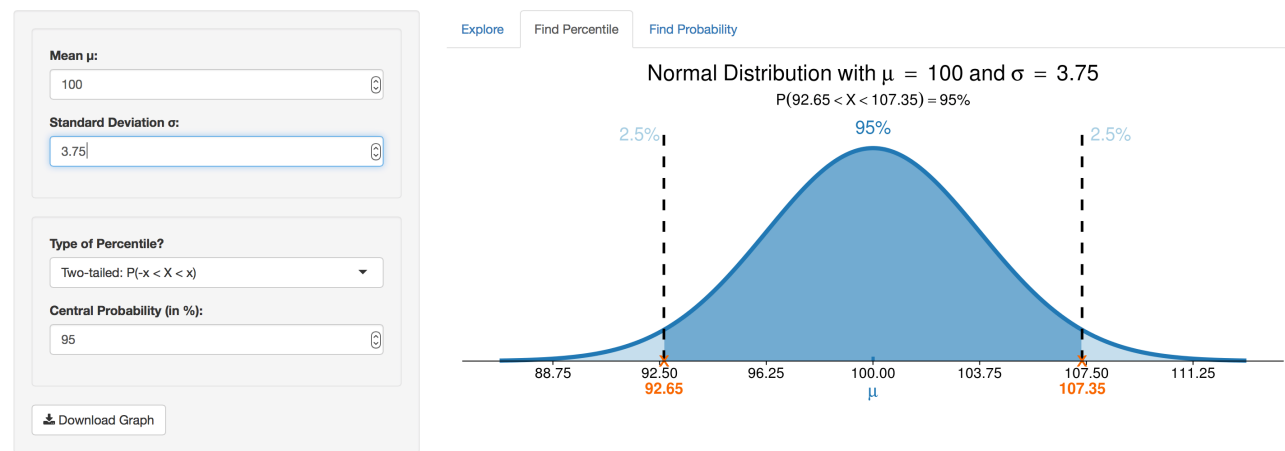 Mean μ:
100
Standard Deviation σ:
3.75
Type of Percentile?
Two-tailed: P(-x < X < x)
Central Probability (in %):
95
Download Graph
Explore Find Percentile Find Probability
Normal Distribution with μ = 100 and σ = 3.75
P(92.65 < X < 107.35) = 95%
2.5% 95% 2.5%
88.75 92.50 96.25 100.00 103.75 107.50 111.25
92.65 μ 107.35